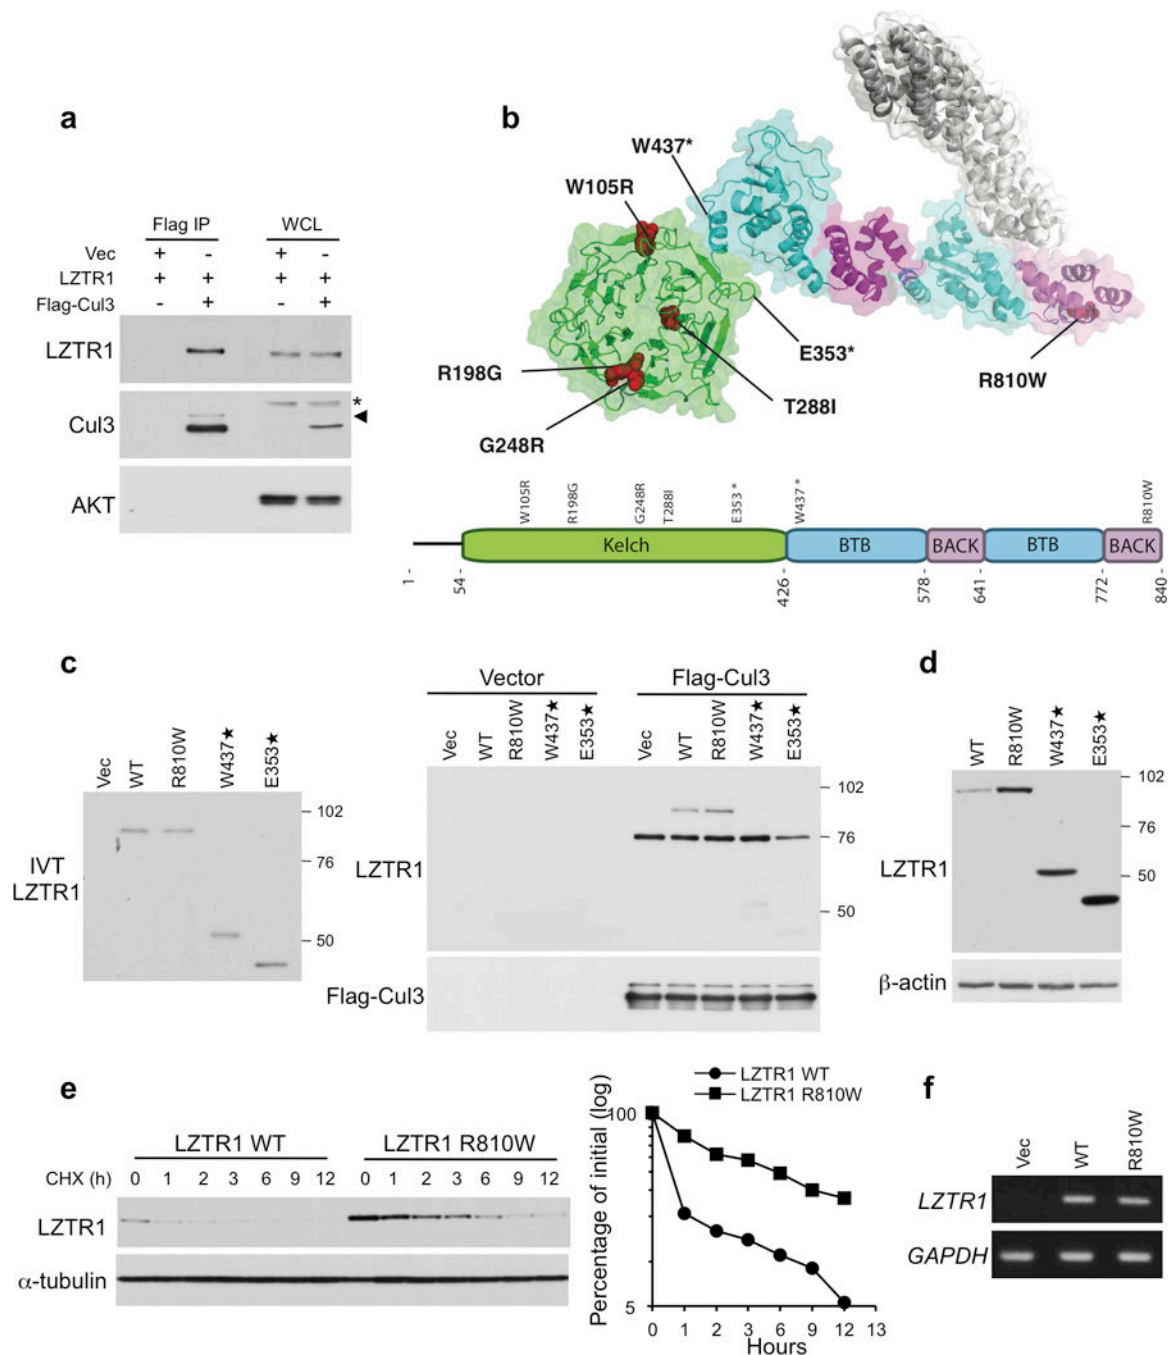 a
Flag IP WCL
Vec + - + -
LZTR1 + + + +
Flag-Cul3 - + - +
LZTR1
Cul3
*
◄
AKT
b
W437*
W105R
R198G
G248R
E353*
T288I
R810W
W105R R198G G248R T288I E353* W437* R810W
Kelch BTB BACK BTB BACK
1 - 54- 426 - 578 - 641- 772 - 840 -
c
Vec WT R810W W437★ E353★
IVT
LZTR1
- 102
- 76
- 50
Vector Flag-Cul3
Vec WT R810W W437★ E353★ Vec WT R810W W437★ E353★
LZTR1
- 102
- 76
- 50
Flag-Cul3
d
WT R810W W437★ E353★
LZTR1
- 102
- 76
- 50
β-actin
e
LZTR1 WT LZTR1 R810W
CHX (h) 0 1 2 3 6 9 12 0 1 2 3 6 9 12
LZTR1
α-tubulin
LZTR1 WT
LZTR1 R810W
Percentage of initial (log)
100
5
0 1 2 3 6 9 12 13
Hours
f
Vec WT R810W
LZTR1
GAPDH